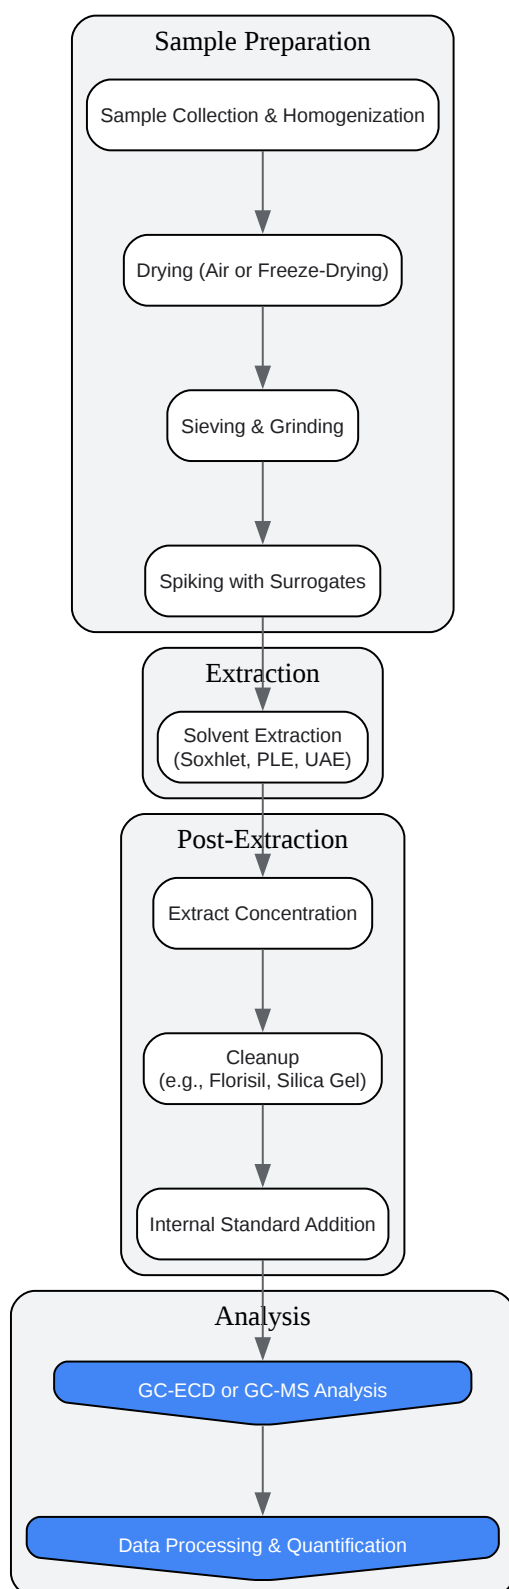 Sample Preparation
Sample Collection & Homogenization
Drying (Air or Freeze-Drying)
Sieving & Grinding
Spiking with Surrogates
Extraction
Solvent Extraction
(Soxhlet, PLE, UAE)
Post-Extraction
Extract Concentration
Cleanup
(e.g., Florisil, Silica Gel)
Internal Standard Addition
Analysis
GC-ECD or GC-MS Analysis
Data Processing & Quantification